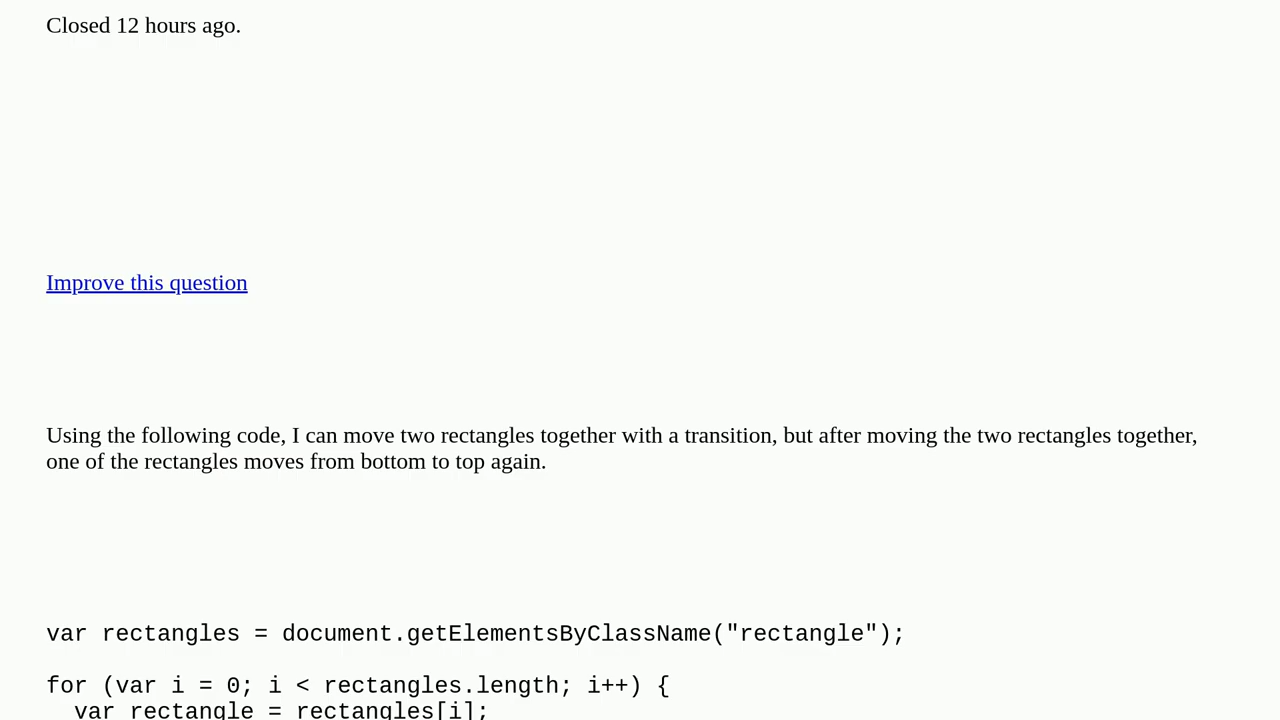 Closed 12 hours ago.
Improve this question
Using the following code, I can move two rectangles together with a transition, but after moving the two rectangles together,
one of the rectangles moves from bottom to top again.
var rectangles = document.getElementsByClassName("rectangle");
for (var i = 0; i < rectangles.length; i++) {
  var rectangle = rectangles[i];